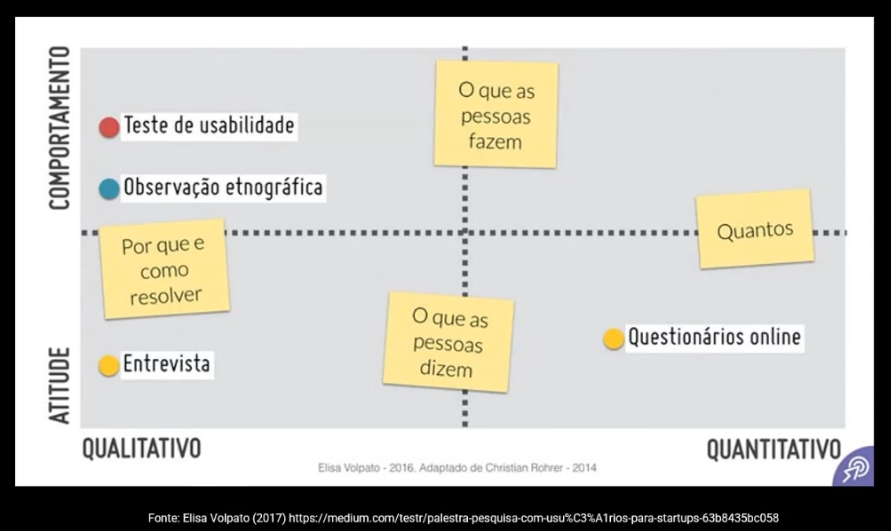 COMPORTAMENTO
O que as
pessoas
fazem
Teste de usabilidade
Observação etnográfica
Por que e
como
resolver
Quantos
O que as
pessoas
dizem
Questionários online
Entrevista
ATITUDE
QUALITATIVO
QUANTITATIVO
Elisa Volpato - 2016. Adaptado de Christian Rohrer - 2014
Fonte: Elisa Volpato (2017) https://medium.com/testr/palestra-pesquisa-com-usu%C3%A1rios-para-startups-63b8435bc058